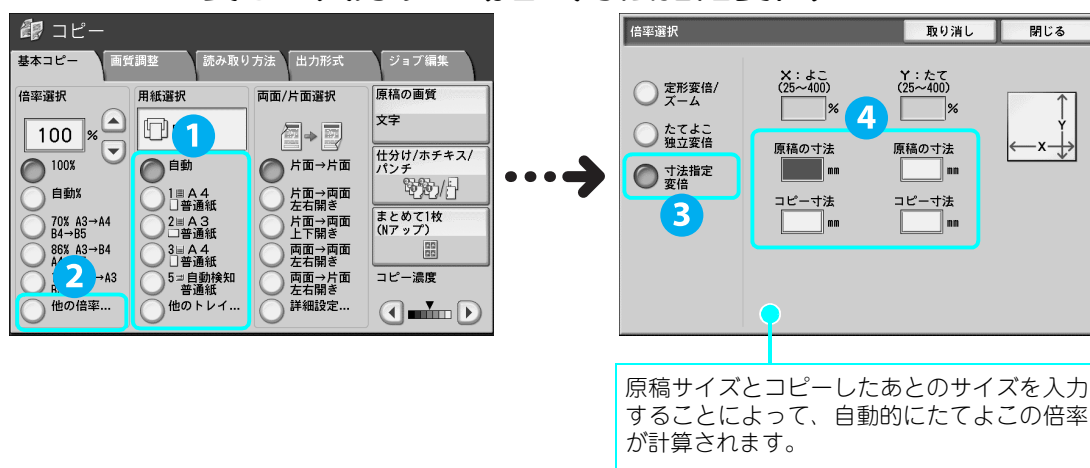 コピー
基本コピー
画質調整
読み取り方法
出力形式
ジョブ編集
倍率選択
100 %
100%
自動%
70% A3→A4
B4→B5
86% A3→B4
2
→A3
他の倍率...
用紙選択
1
自動
1 A4
普通紙
2 A3
普通紙
3 A4
普通紙
5 自動検知
普通紙
他のトレイ...
両面/片面選択
片面→片面
片面→両面
左右開き
片面→両面
上下開き
両面→両面
左右開き
両面→片面
左右開き
詳細設定...
原稿の画質
文字
仕分け/ホチキス/
パンチ
まとめて1枚
(Nアップ)
コピー濃度
倍率選択
取り消し
閉じる
定形変倍/
ズーム
たてよこ
独立変倍
寸法指定
変倍
3
X:よこ
(25~400)
%
Y:たて
(25~400)
%
4
原稿の寸法
mm
原稿の寸法
mm
コピー寸法
mm
コピー寸法
mm
Y
X
原稿サイズとコピーしたあとのサイズを入力
することによって、自動的にたてよこの倍率
が計算されます。